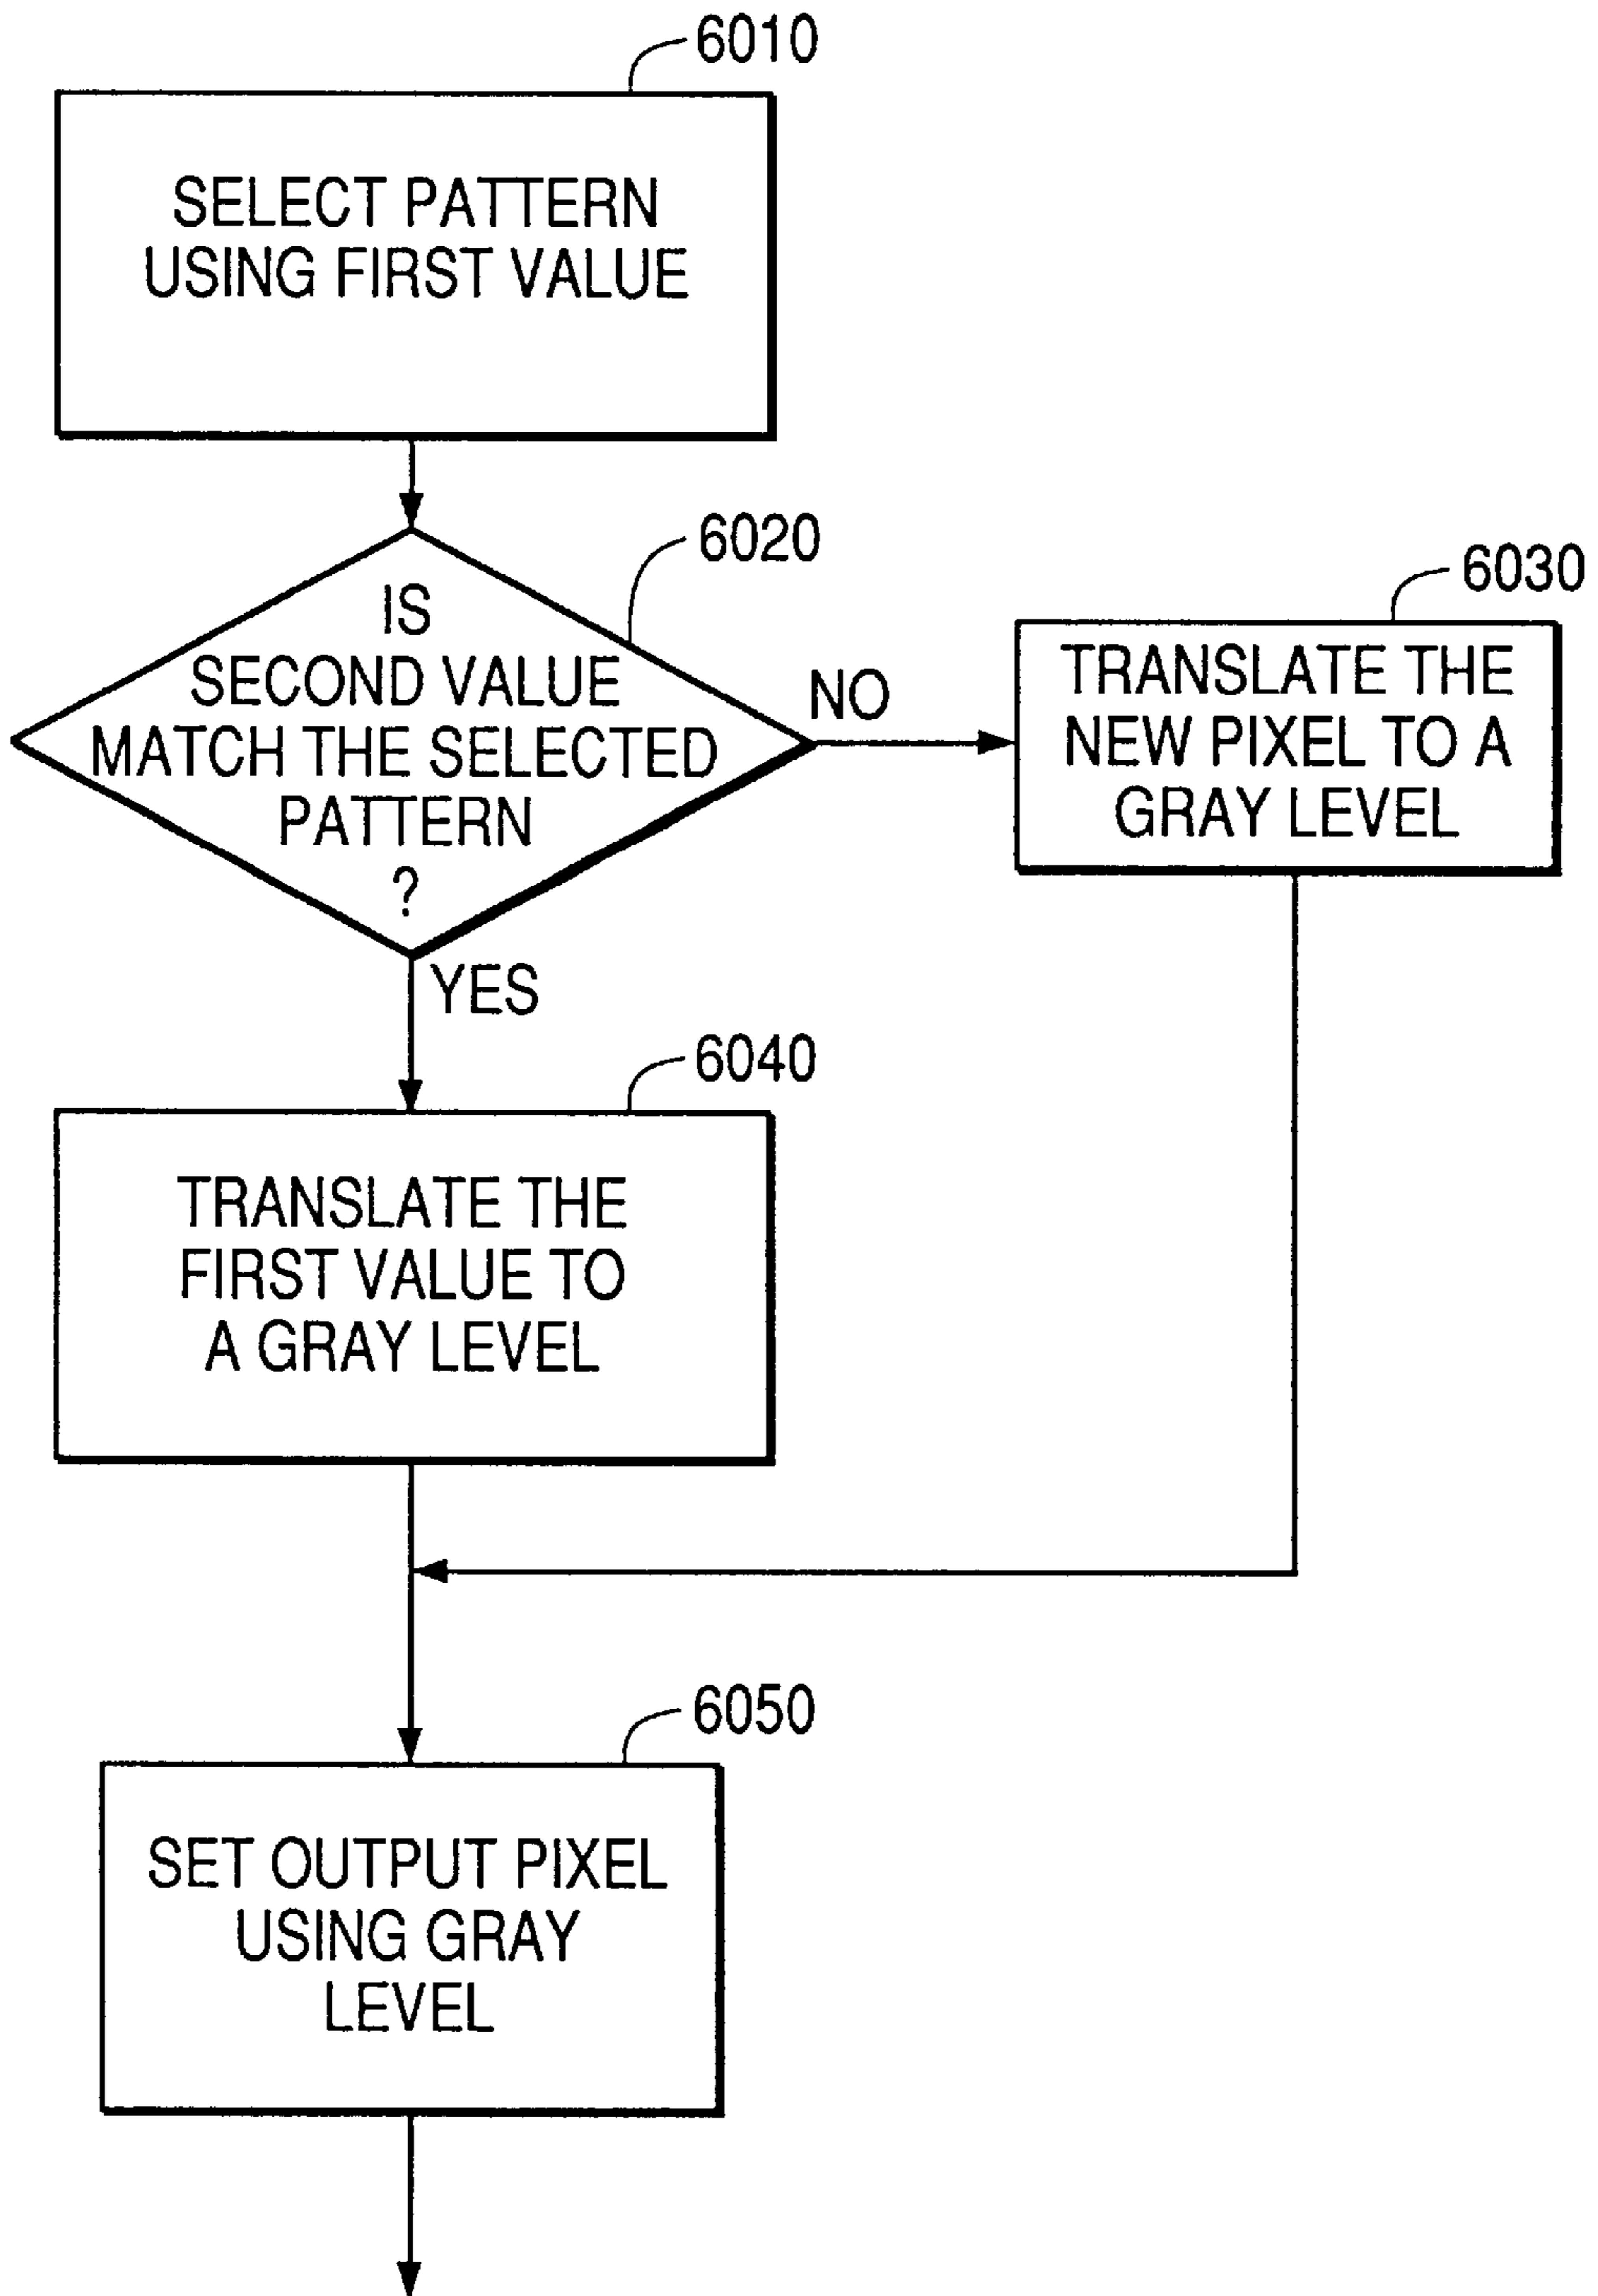 6010
SELECT PATTERN
USING FIRST VALUE
6020
IS
SECOND VALUE
MATCH THE SELECTED
PATTERN
?
NO
6030
TRANSLATE THE
NEW PIXEL TO A
GRAY LEVEL
YES
6040
TRANSLATE THE
FIRST VALUE TO
A GRAY LEVEL
6050
SET OUTPUT PIXEL
USING GRAY
LEVEL